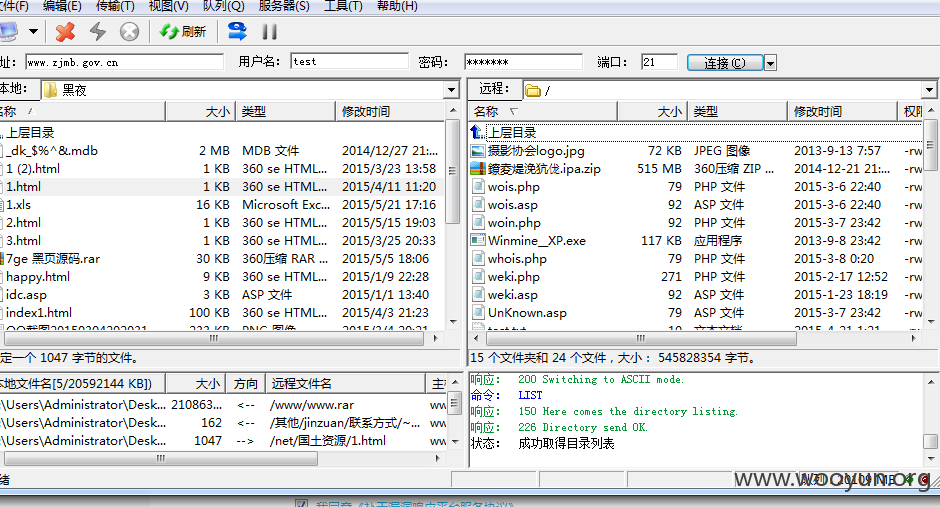 文件(F) 编辑(E) 传输(T) 视图(V) 队列(Q) 服务器(S) 工具(T) 帮助(H)
刷新
址: www.zjmb.gov.cn 用户名: test 密码: ******* 端口: 21 连接(C)
本地: 黑夜
名称 大小 类型 修改时间
上层目录
_dk_$%^&.mdb 2 MB MDB 文件 2014/12/27 21:...
1 (2).html 1 KB 360 se HTML... 2015/3/23 13:58
1.html 1 KB 360 se HTML... 2015/4/11 11:20
1.xls 16 KB Microsoft Exc... 2015/5/21 17:16
2.html 1 KB 360 se HTML... 2015/5/15 19:03
3.html 1 KB 360 se HTML... 2015/3/25 20:33
7ge 黑页源码.rar 30 KB 360压缩 RAR ... 2015/5/5 18:06
happy.html 9 KB 360 se HTML... 2015/1/9 22:28
idc.asp 3 KB ASP 文件 2015/1/1 13:40
index1.html 100 KB 360 se HTML... 2015/4/3 21:23
定一个 1047 字节的文件。
远程: /
名称 大小 类型 修改时间 权限
上层目录
摄影协会logo.jpg 72 KB JPEG 图像 2013-9-13 7:57 -rw
.ipa.zip 515 MB 360压缩 ZIP ... 2014-12-21 21:... -rw
wois.php 79 PHP 文件 2015-3-6 22:40 -rw
wois.asp 92 ASP 文件 2015-3-6 22:40 -rw
woin.php 79 PHP 文件 2015-3-7 23:42 -rw
Winmine__XP.exe 117 KB 应用程序 2013-9-8 23:42 -rw
whois.php 79 PHP 文件 2015-3-8 0:20 -rw
weki.php 271 PHP 文件 2015-2-17 12:52 -rw
weki.asp 92 ASP 文件 2015-1-23 18:19 -rw
UnKnown.asp 92 ASP 文件 2015-3-7 23:42 -rw
15 个文件夹和 24 个文件, 大小: 545828354 字节。
本地文件名[5/20592144 KB]) 大小 方向 远程文件名 主
:\Users\Administrator\Desk... 210863... <-- /www/www.rar ww
:\Users\Administrator\Desk... 162 <-- /其他/jinzuan/联系方式/~... ww
:\Users\Administrator\Desk... 1047 --> /net/国土资源/1.html ww
响应: 200 Switching to ASCII mode.
命令: LIST
响应: 150 Here comes the directory listing.
响应: 226 Directory send OK.
状态: 成功取得目录列表
绪
www.wooyun.org